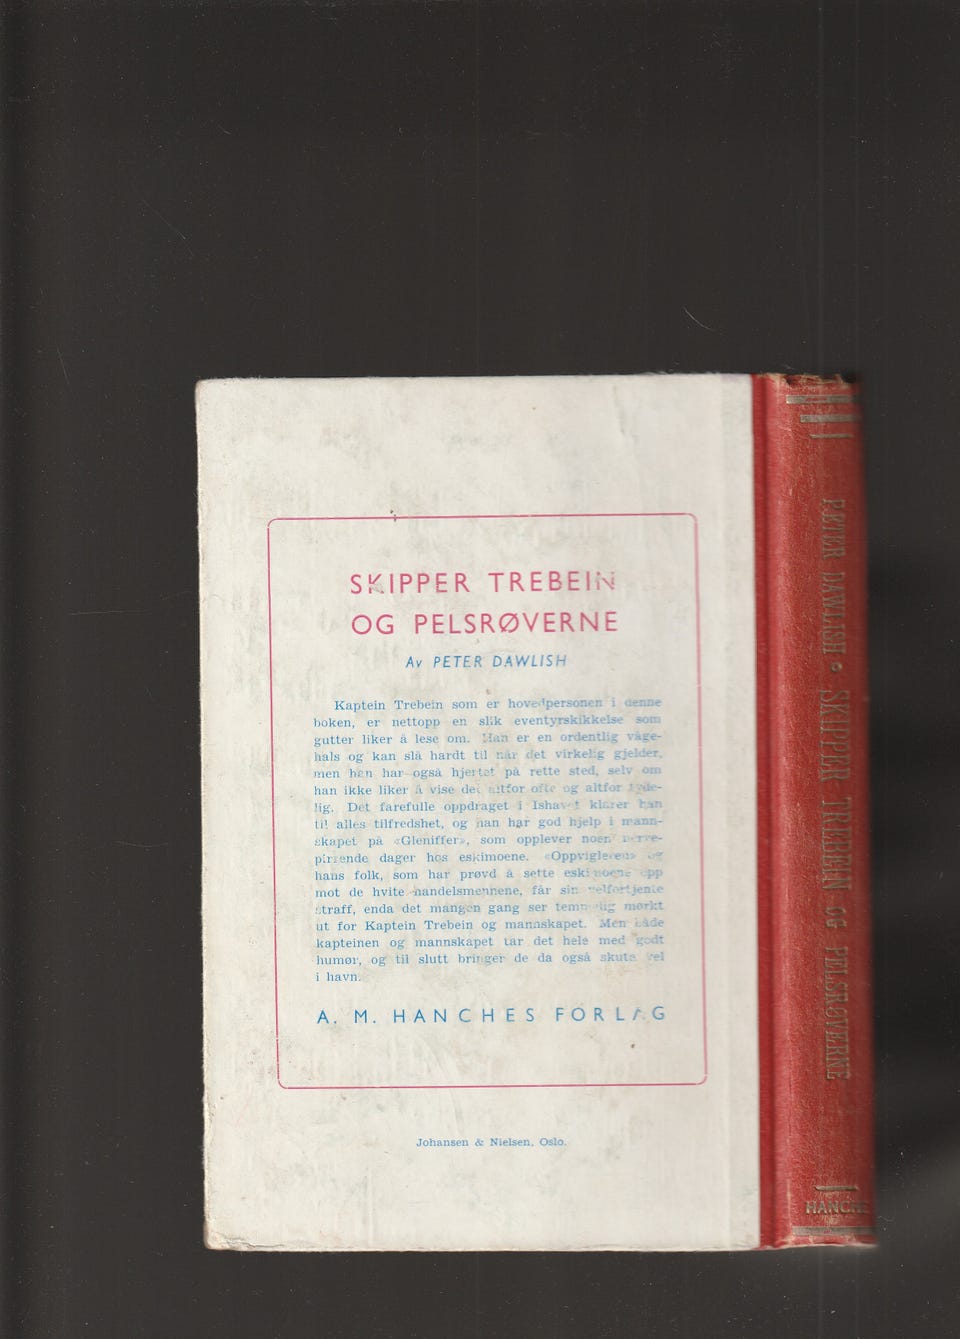 SKIPPER TREBEIN
OG PELSRØVERNE
Av PETER DAWLISH
Kaptein Trebein som er hovedpersonen i denne
boken, er nettopp en slik eventyrskikkelse som
gutter liker å lese om. Han er en ordentlig våge-
hals og kan slå hardt til når det virkelig gjelder,
men han har også hjertet på rette sted, selv om
han ikke liker å vise det altfor ofte og altfor tyde-
lig. Det farefulle oppdraget i Ishavet klarer han
til alles tilfredshet, og han har god hjelp i mann-
skapet på «Gleniffer», som opplever noen nerve-
pirrende dager hos eskimoene. «Oppvigleren» og
hans folk, som har prøvd å sette eskimoene opp
mot de hvite handelsmennene, får sin velfortjente
straff, enda det mangen gang ser temmelig mørkt
ut for Kaptein Trebein og mannskapet. Men både
kapteinen og mannskapet tar det hele med godt
humør, og til slutt bringer de da også skuta vel
i havn.
A. M. HANCHES FORLAG
Johansen & Nielsen, Oslo.
PETER DAWLISH • SKIPPER TREBEIN OG PELSRØVERNE
HANCHE